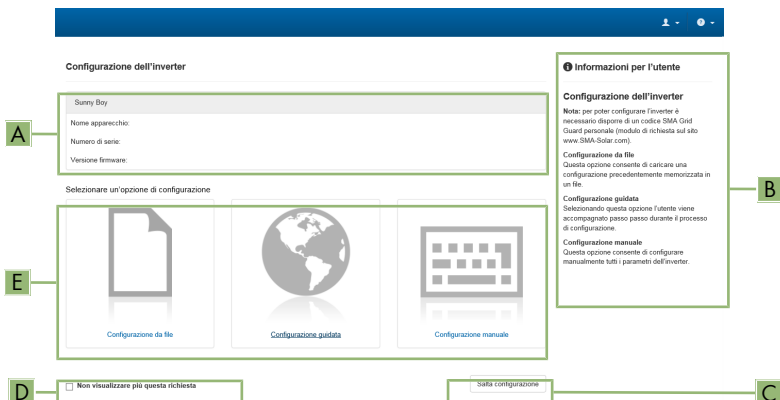 Configurazione dell'inverter
Sunny Boy
Nome apparecchio:
Numero di serie:
Versione firmware:
A
Selezionare un'opzione di configurazione
E
Configurazione da file
Configurazione guidata
Configurazione manuale
D
Non visualizzare più questa richiesta
Salta configurazione
C
Informazioni per l'utente
Configurazione dell'inverter
Nota: per poter configurare l'inverter è
necessario disporre di un codice SMA Grid
Guard personale (modulo di richiesta sul sito
www.SMA-Solar.com).
Configurazione da file
Questa opzione consente di caricare una
configurazione precedentemente memorizzata in
un file.
Configurazione guidata
Selezionando questa opzione l'utente viene
accompagnato passo passo durante il processo
di configurazione.
Configurazione manuale
Questa opzione consente di configurare
manualmente tutti i parametri dell'inverter.
B